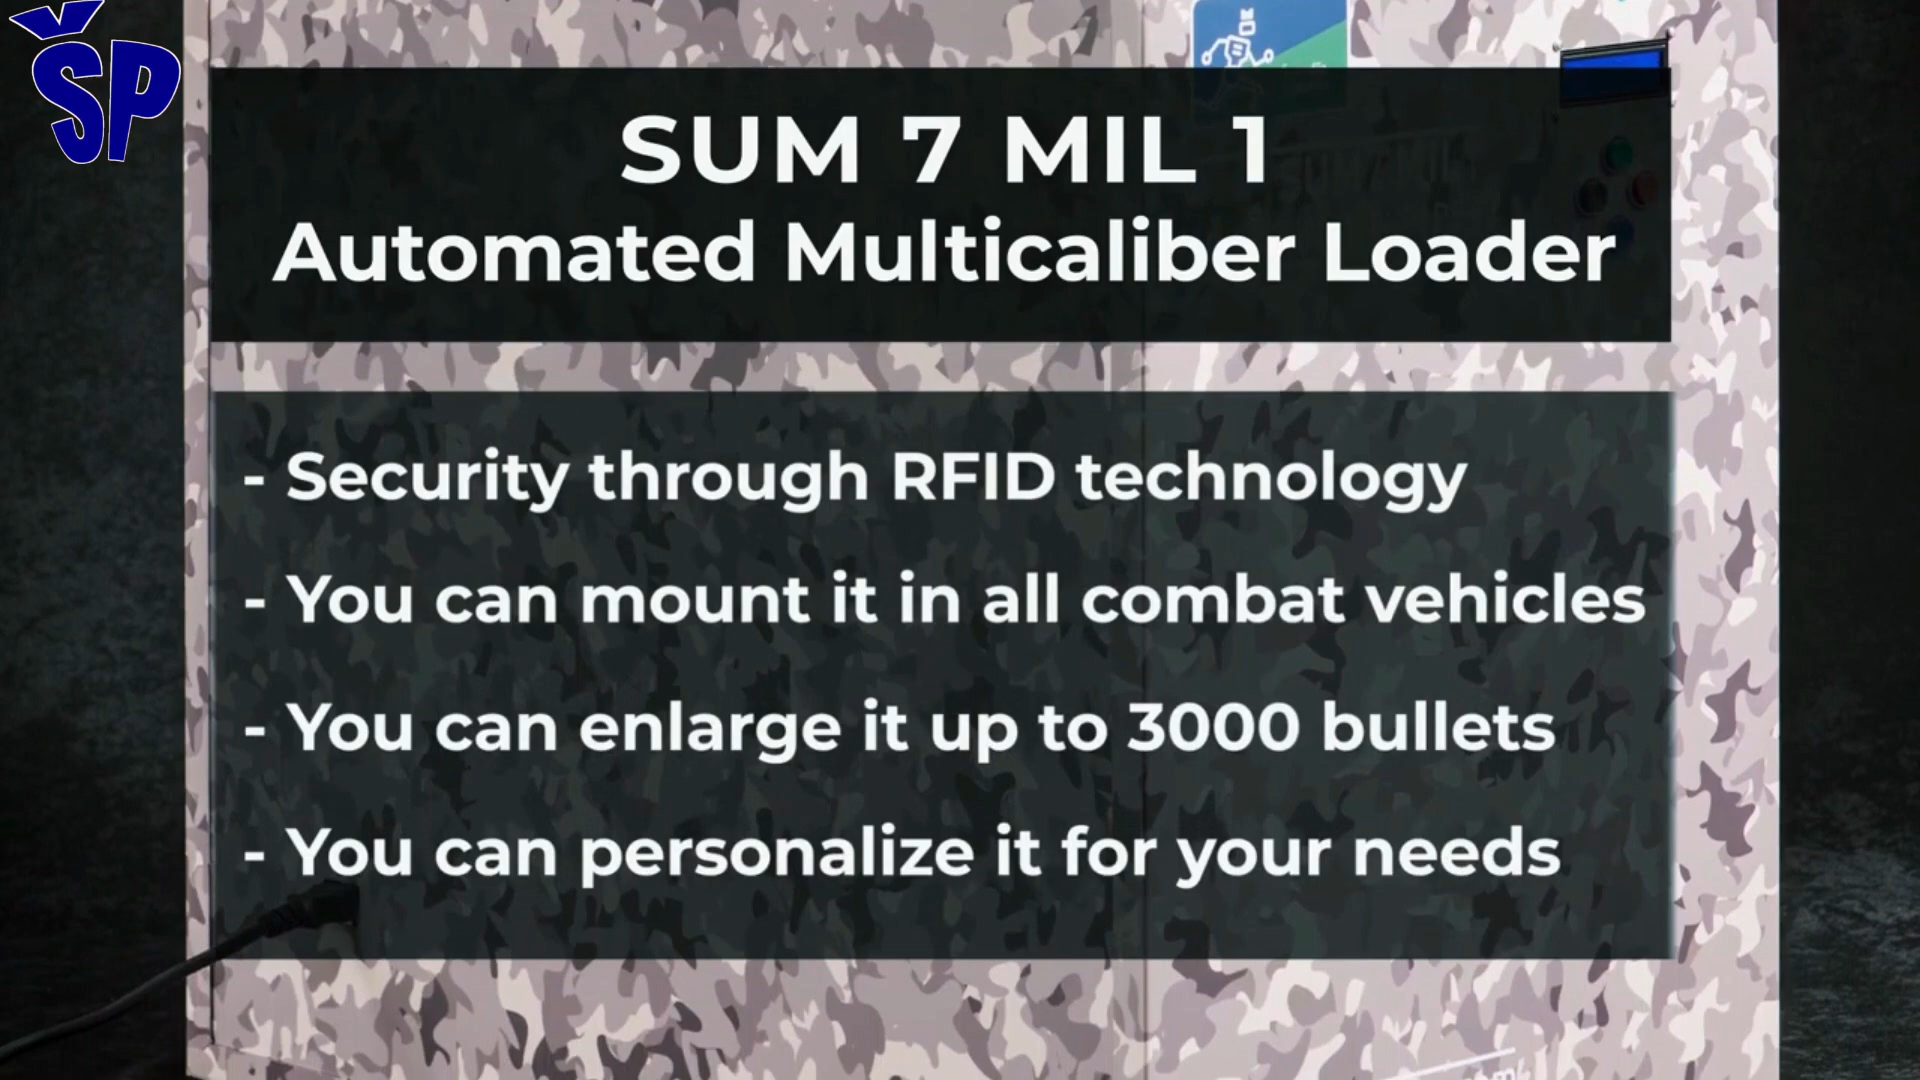 ŠP
SUM 7 MIL 1
Automated Multicaliber Loader
- Security through RFID technology
- You can mount it in all combat vehicles
- You can enlarge it up to 3000 bullets
- You can personalize it for your needs